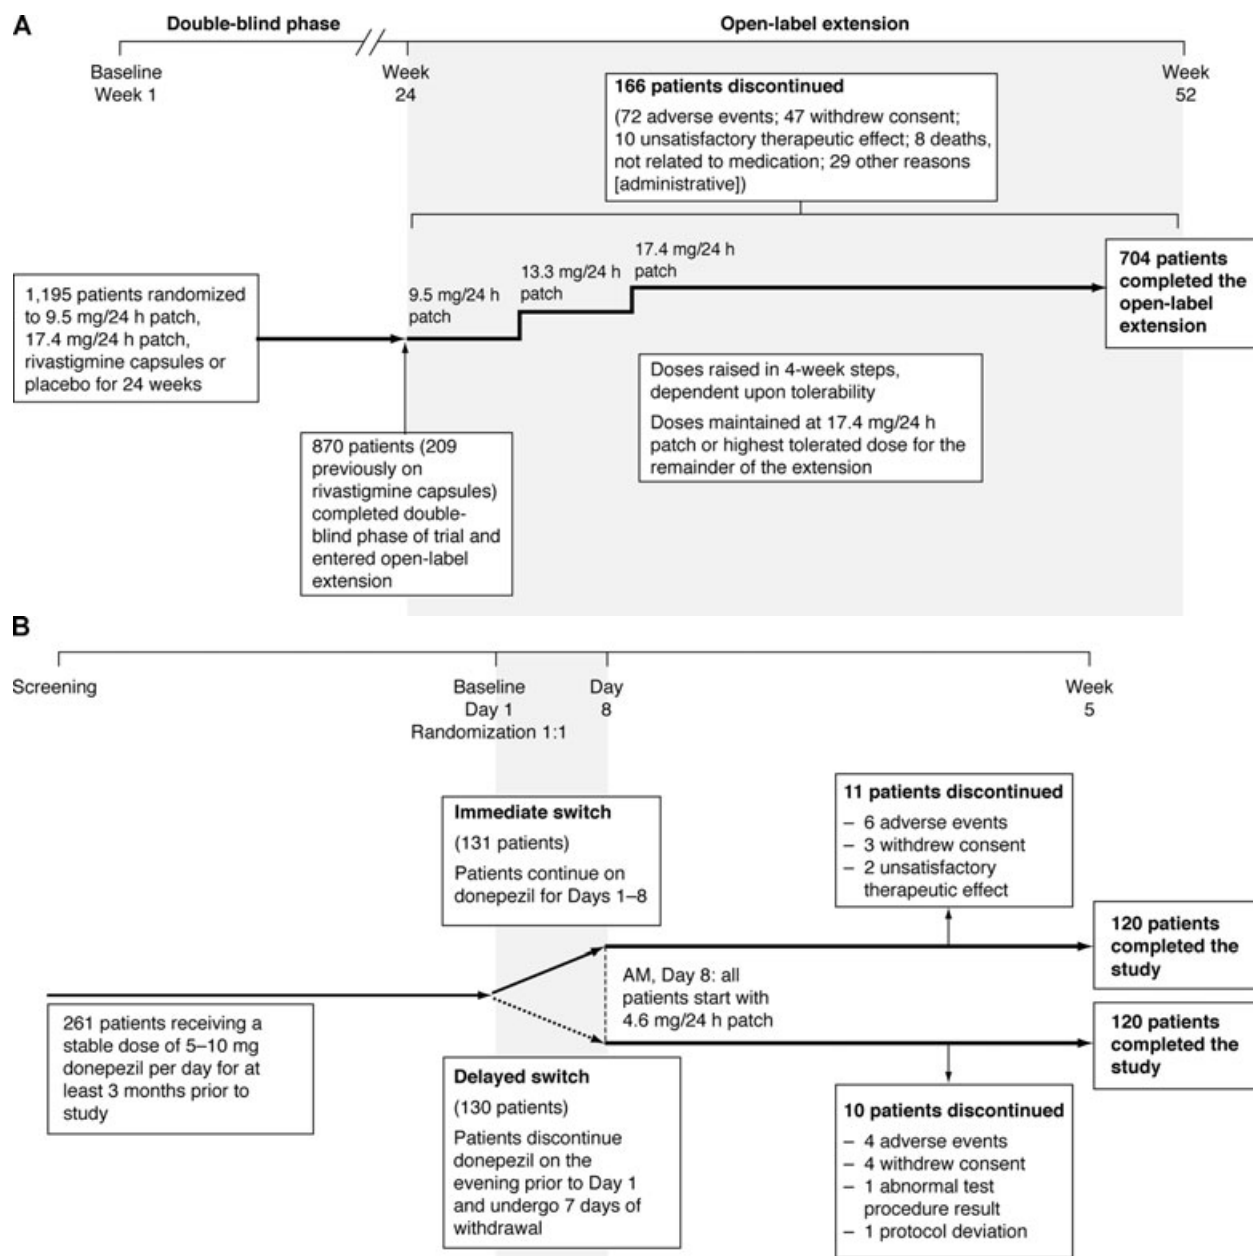 A
Double-blind phase
Open-label extension
Baseline
Week 1
Week
24
Week
52
166 patients discontinued
(72 adverse events; 47 withdrew consent;
10 unsatisfactory therapeutic effect; 8 deaths,
not related to medication; 29 other reasons
[administrative])
1,195 patients randomized
to 9.5 mg/24 h patch,
17.4 mg/24 h patch,
rivastigmine capsules or
placebo for 24 weeks
9.5 mg/24 h
patch
13.3 mg/24 h
patch
17.4 mg/24 h
patch
704 patients
completed the
open-label
extension
870 patients (209
previously on
rivastigmine capsules)
completed double-
blind phase of trial and
entered open-label
extension
Doses raised in 4-week steps,
dependent upon tolerability
Doses maintained at 17.4 mg/24 h
patch or highest tolerated dose for the
remainder of the extension
B
Screening
Baseline
Day 1
Randomization 1:1
Day
8
Week
5
Immediate switch
(131 patients)
Patients continue on
donepezil for Days 1–8
11 patients discontinued
– 6 adverse events
– 3 withdrew consent
– 2 unsatisfactory
therapeutic effect
120 patients
completed the
study
AM, Day 8: all
patients start with
4.6 mg/24 h patch
261 patients receiving a
stable dose of 5–10 mg
donepezil per day for at
least 3 months prior to
study
120 patients
completed the
study
Delayed switch
(130 patients)
Patients discontinue
donepezil on the
evening prior to Day 1
and undergo 7 days of
withdrawal
10 patients discontinued
– 4 adverse events
– 4 withdrew consent
– 1 abnormal test
procedure result
– 1 protocol deviation